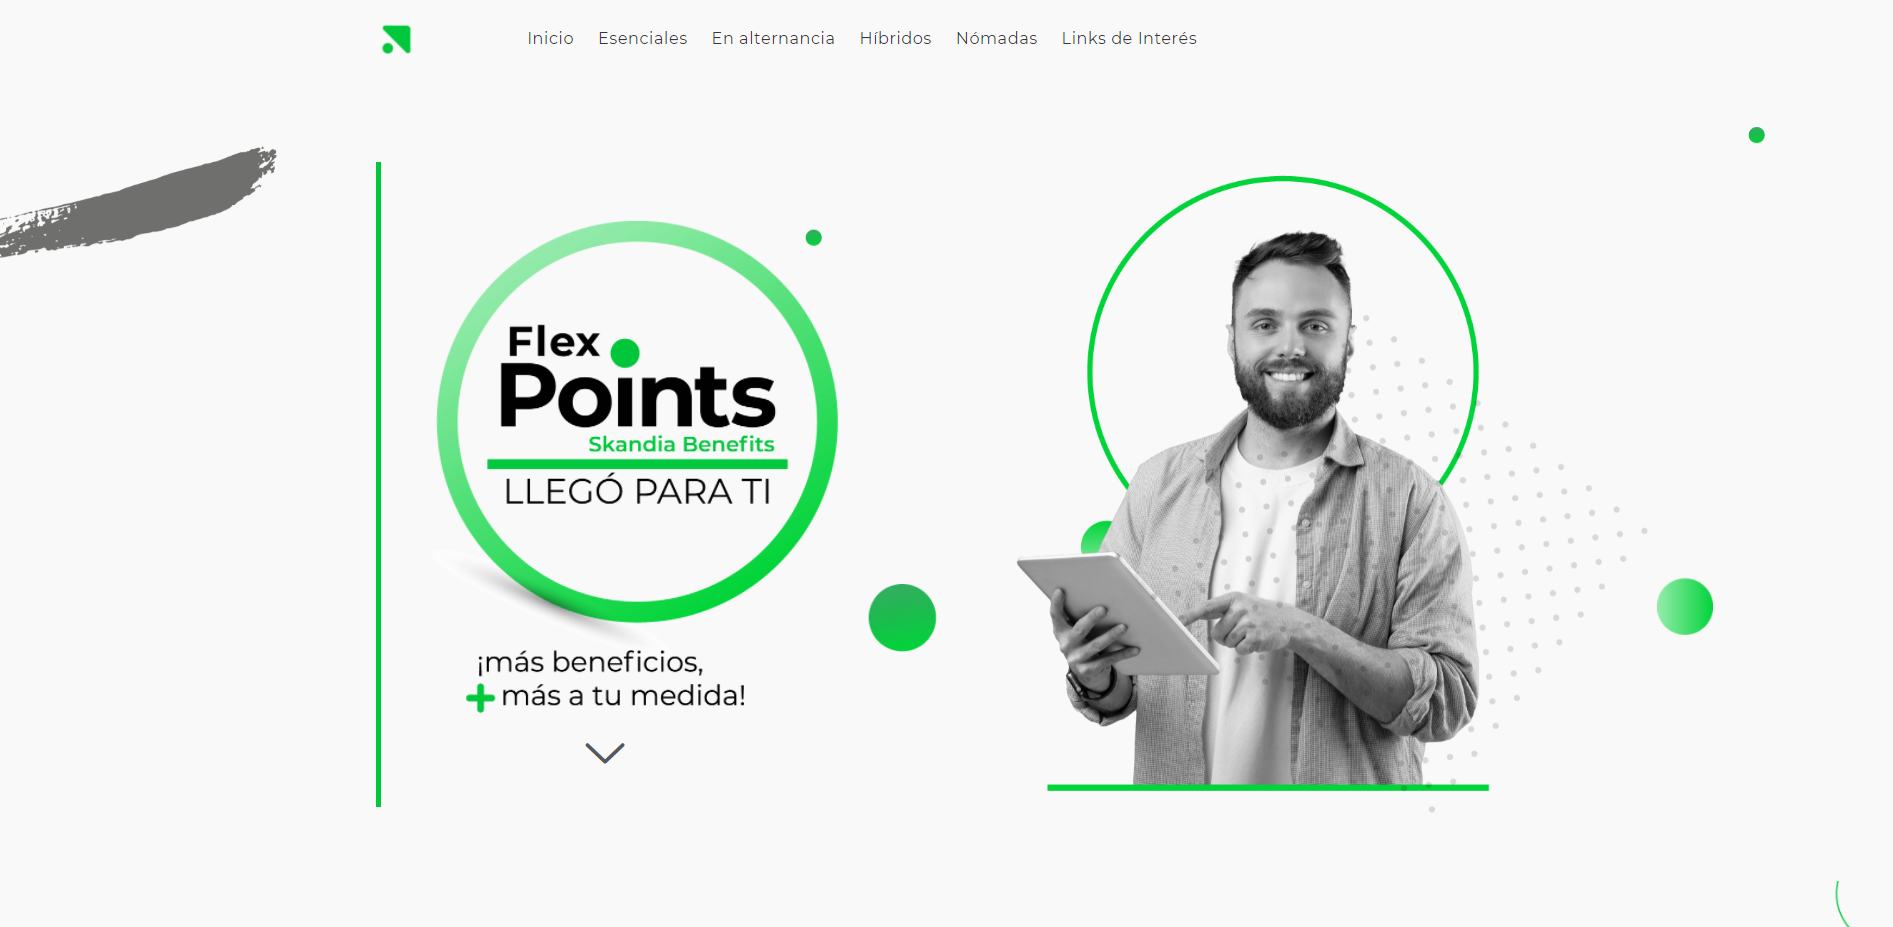 Inicio Esenciales En alternancia Híbridos Nómadas Links de Interés
Flex
Points
Skandia Benefits
LLEGÓ PARA TI
¡más beneficios,
+ más a tu medida!